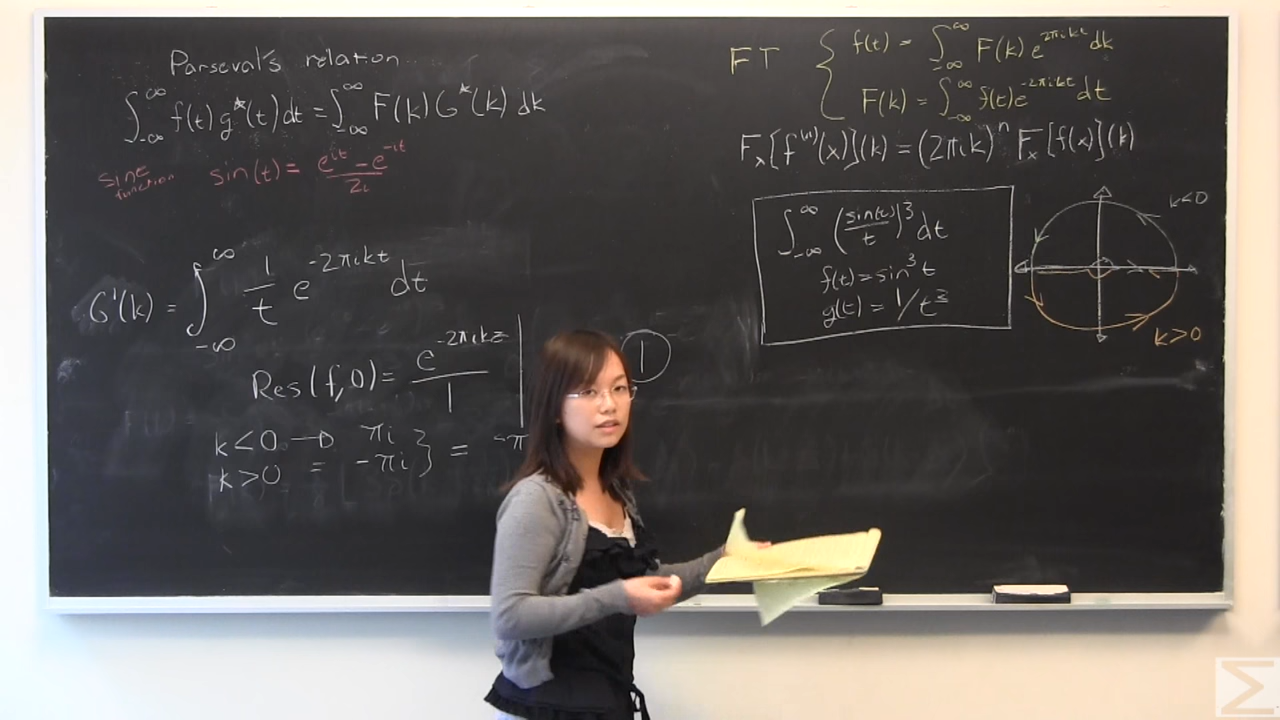 Parseval's relation
∫_{-∞}^{∞} f(t) g*(t) dt = ∫_{-∞}^{∞} F(k) G*(k) dk
sine function sin(t) = (e^{it} - e^{-it})/2i
G'(k) = ∫_{-∞}^{∞} 1/t e^{-2πikt} dt
Res(f,0) = e^{-2πikz}/1 |
①
k<0 → πi
k>0 = -πi } = -π
FT { f(t) = ∫_{-∞}^{∞} F(k) e^{2πikt} dk
F(k) = ∫_{-∞}^{∞} f(t) e^{-2πikt} dt
F_x[f^{(n)}(x)](k) = (2πik)^n F_x[f(x)](k)
∫_{-∞}^{∞} (sin(t)/t)^3 dt
f(t) = sin^3 t
g(t) = 1/t^3
k<0
k>0
Σ